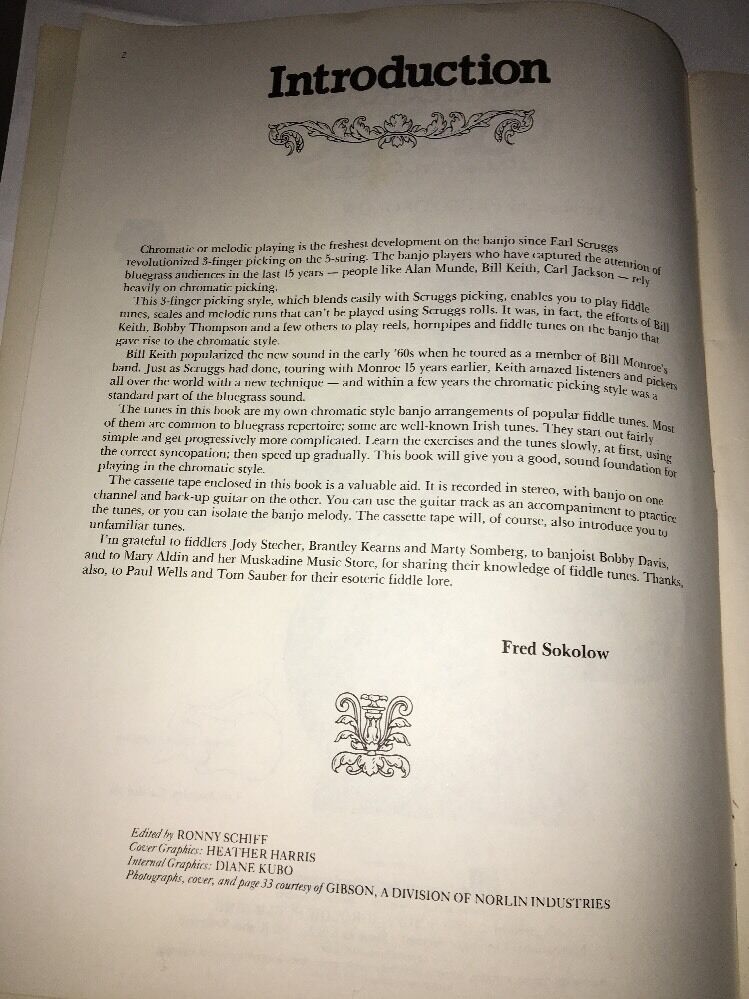 2
Introduction
Chromatic or melodic playing is the freshest development on the banjo since Earl Scruggs
revolutionized 3-finger picking on the 5-string. The banjo players who have captured the attention of
bluegrass audiences in the last 15 years — people like Alan Munde, Bill Keith, Carl Jackson — rely
heavily on chromatic picking.
This 3-finger picking style, which blends easily with Scruggs picking, enables you to play fiddle
tunes, scales and melodic runs that can't be played using Scruggs rolls. It was, in fact, the efforts of Bill
Keith, Bobby Thompson and a few others to play reels, hornpipes and fiddle tunes on the banjo that
gave rise to the chromatic style.
Bill Keith popularized the new sound in the early '60s when he toured as a member of Bill Monroe's
band. Just as Scruggs had done, touring with Monroe 15 years earlier, Keith amazed listeners and pickers
all over the world with a new technique — and within a few years the chromatic picking style was a
standard part of the bluegrass sound.
The tunes in this book are my own chromatic style banjo arrangements of popular fiddle tunes. Most
of them are common to bluegrass repertoire; some are well-known Irish tunes. They start out fairly
simple and get progressively more complicated. Learn the exercises and the tunes slowly, at first, using
the correct syncopation; then speed up gradually. This book will give you a good, sound foundation for
playing in the chromatic style.
The cassette tape enclosed in this book is a valuable aid. It is recorded in stereo, with banjo on one
channel and back-up guitar on the other. You can use the guitar track as an accompaniment to practice
the tunes, or you can isolate the banjo melody. The cassette tape will, of course, also introduce you to
unfamiliar tunes.
I'm grateful to fiddlers Jody Stecher, Brantley Kearns and Marty Somberg, to banjoist Bobby Davis,
and to Mary Aldin and her Muskadine Music Store, for sharing their knowledge of fiddle tunes. Thanks,
also, to Paul Wells and Tom Sauber for their esoteric fiddle lore.
Fred Sokolow
Edited by RONNY SCHIFF
Cover Graphics: HEATHER HARRIS
Internal Graphics: DIANE KUBO
Photographs, cover, and page 33 courtesy of GIBSON, A DIVISION OF NORLIN INDUSTRIES